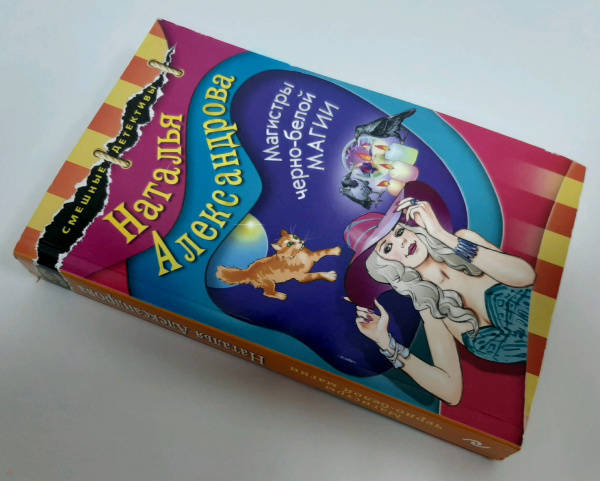 СМЕШНЫЕ ДЕТЕКТИВЫ
Наталья
Александрова
Магистры
черно-белой
МАГИИ
Наталья Александрова
Магистры
черно-белой магии